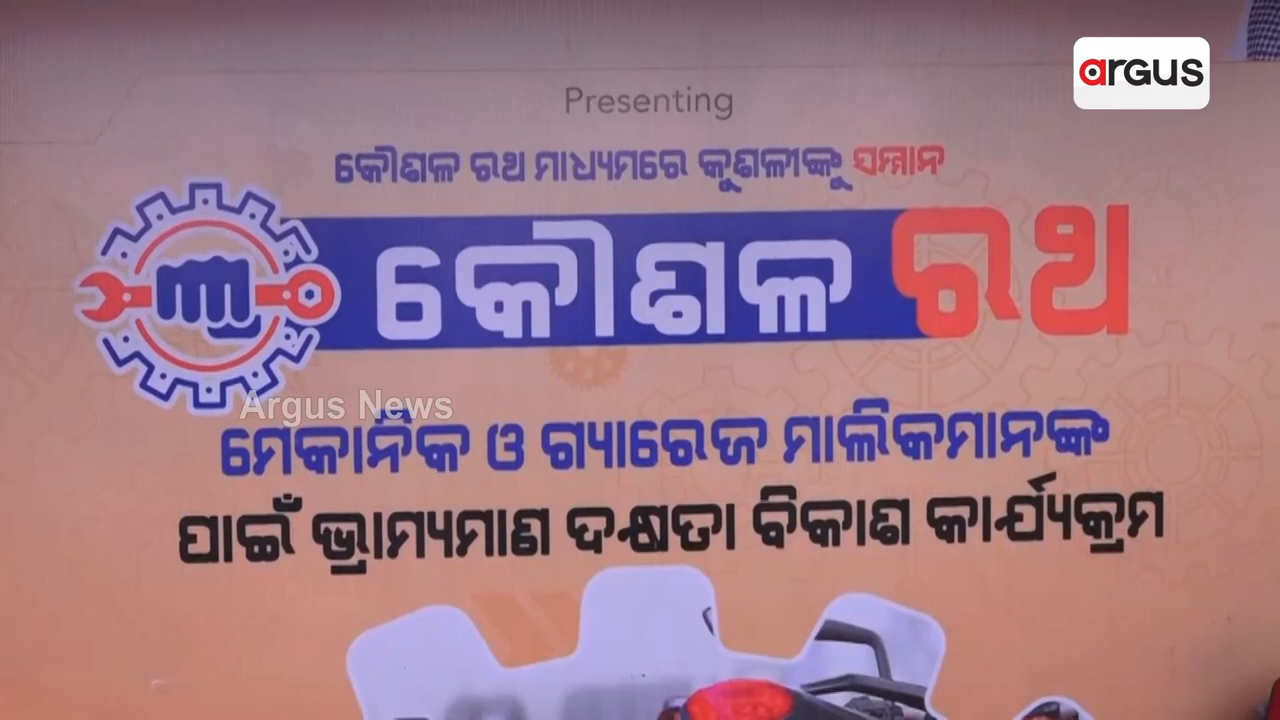 argus
Presenting
କୌଶଳ ରଥ ମାଧ୍ୟମରେ କୁଶଳୀଙ୍କୁ ସମ୍ମାନ
କୌଶଳ ରଥ
Argus News
ମେକାନିକ ଓ ଗ୍ୟାରେଜ ମାଲିକମାନଙ୍କ
ପାଇଁ ଭ୍ରାମ୍ୟମାଣ ଦକ୍ଷତା ବିକାଶ କାର୍ଯ୍ୟକ୍ରମ